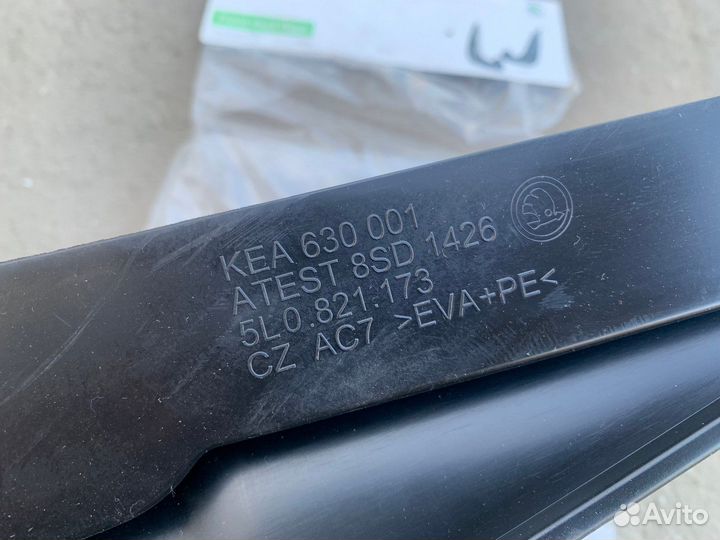 KEA 630 001
ATEST 8SD 1426
5L0.821.173
CZ AC7 >EVA+PE<
Avito